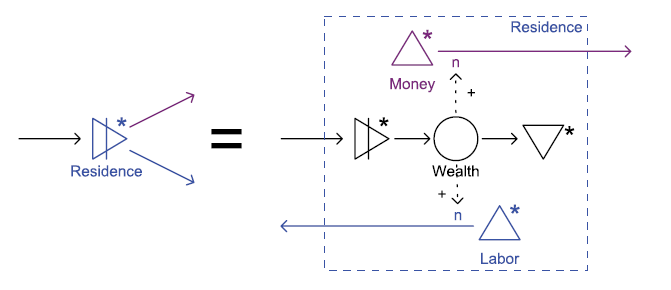 Residence
*
*
Residence
=
Money
n
+
*
Wealth
*
+
n
*
Labor